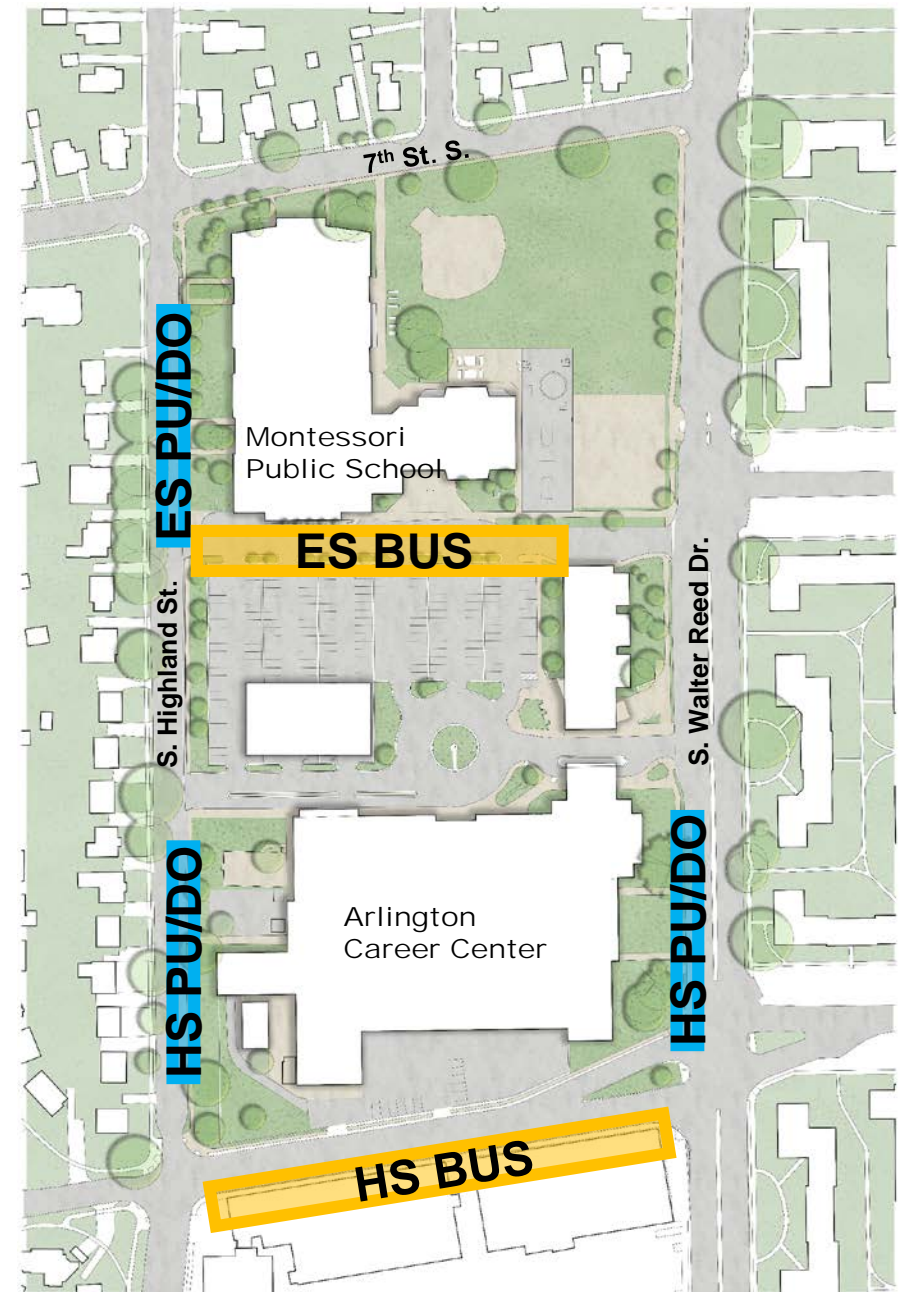 7th St. S.
ES PU/DO
Montessori
Public School
ES BUS
S. Highland St.
S. Walter Reed Dr.
HS PU/DO
Arlington
Career Center
HS PU/DO
HS BUS